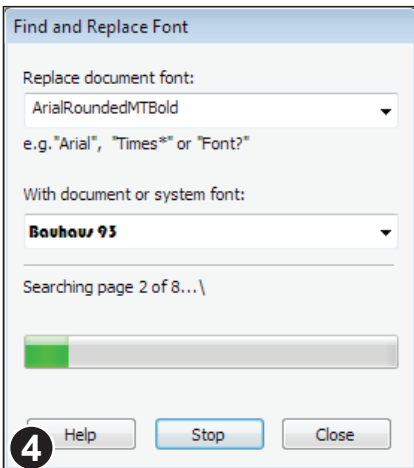 Find and Replace Font
Replace document font:
ArialRoundedMTBold
e.g."Arial", "Times*" or "Font?"
With document or system font:
Bauhaus 93
Searching page 2 of 8...\
4 Help Stop Close